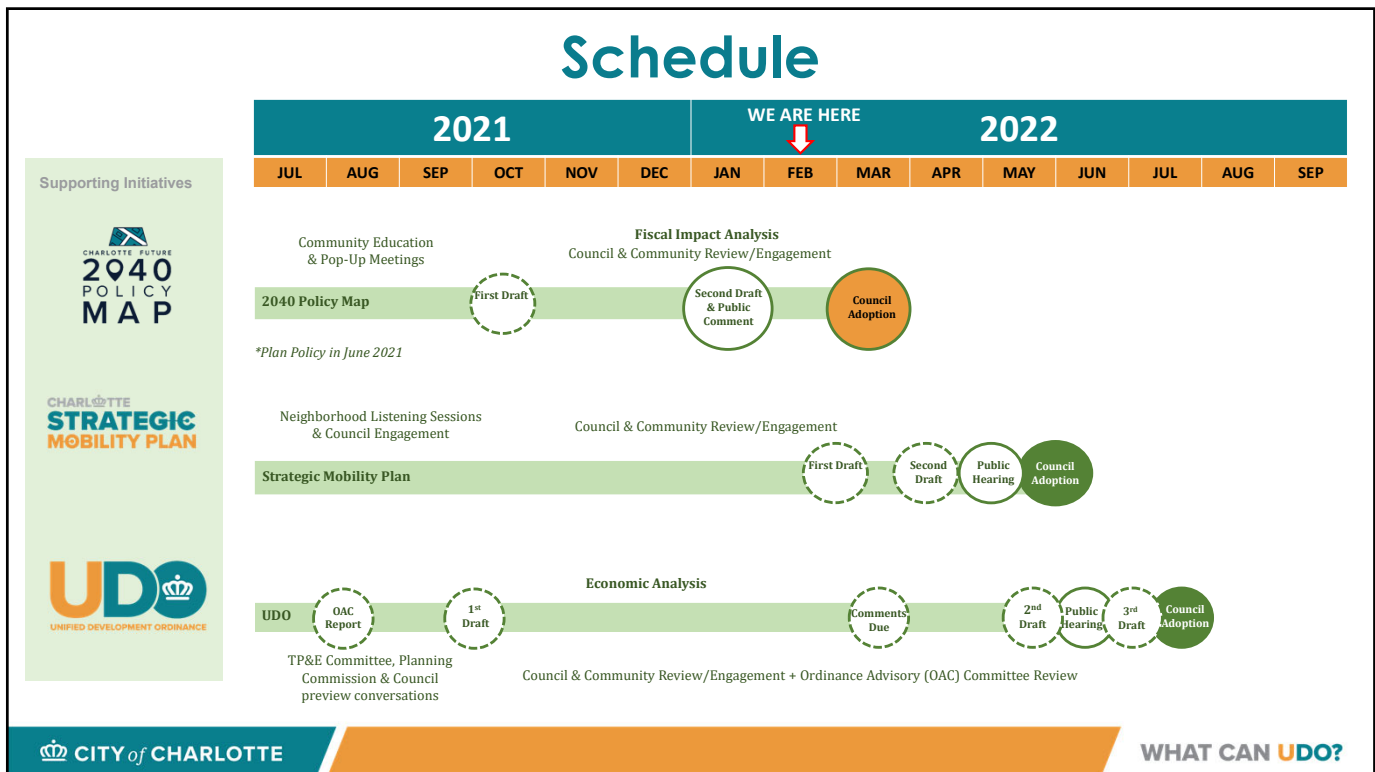 Schedule
2021
WE ARE HERE
2022
JUL AUG SEP OCT NOV DEC JAN FEB MAR APR MAY JUN JUL AUG SEP
Supporting Initiatives
CHARLOTTE FUTURE
2040
POLICY
MAP
Community Education
& Pop-Up Meetings
Fiscal Impact Analysis
Council & Community Review/Engagement
2040 Policy Map
First Draft
Second Draft
& Public
Comment
Council
Adoption
*Plan Policy in June 2021
CHARLOTTE
STRATEGIC
MOBILITY PLAN
Neighborhood Listening Sessions
& Council Engagement
Council & Community Review/Engagement
Strategic Mobility Plan
First Draft
Second
Draft
Public
Hearing
Council
Adoption
UDO
UNIFIED DEVELOPMENT ORDINANCE
Economic Analysis
UDO
OAC
Report
1st
Draft
Comments
Due
2nd
Draft
Public
Hearing
3rd
Draft
Council
Adoption
TP&E Committee, Planning
Commission & Council
preview conversations
Council & Community Review/Engagement + Ordinance Advisory (OAC) Committee Review
CITY of CHARLOTTE
WHAT CAN UDO?